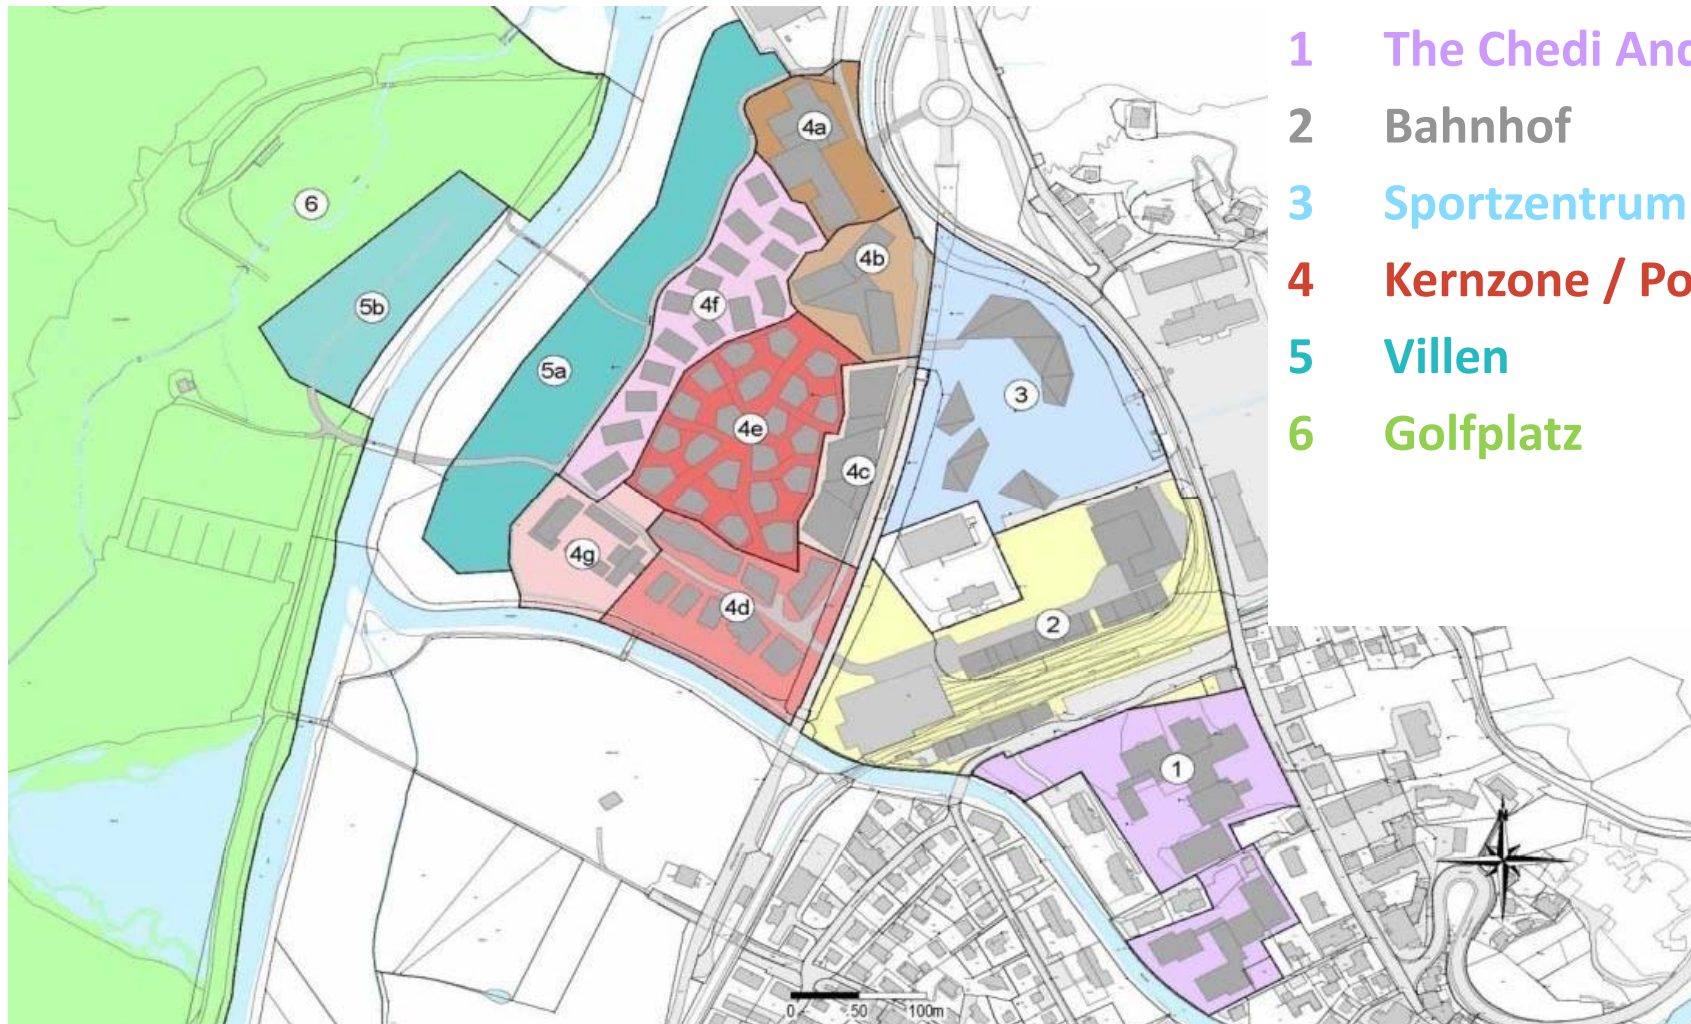 1 The Chedi And
2 Bahnhof
3 Sportzentrum
4 Kernzone / Po
5 Villen
6 Golfplatz
4a
6
4b
5b
4f
5a
3
4e
4c
4g
4d
2
1
N
0 50 100m